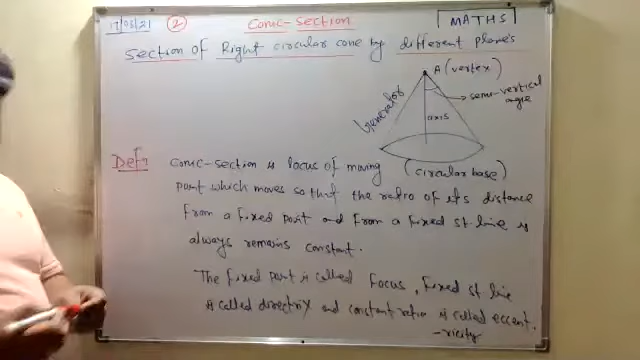 17/03/21 2 Conic-Section MATHS
Section of Right circular cone by different plane's
A (vertex)
semi-vertical
angle
Generator
axis
(circular base)
Defn Conic-section is locus of moving
point which moves so that the ratio of its distance
from a fixed point and from a fixed st line is
always remains constant.
The fixed point is called Focus, fixed st line
is called directrix and constant ratio is called eccent
-ricity